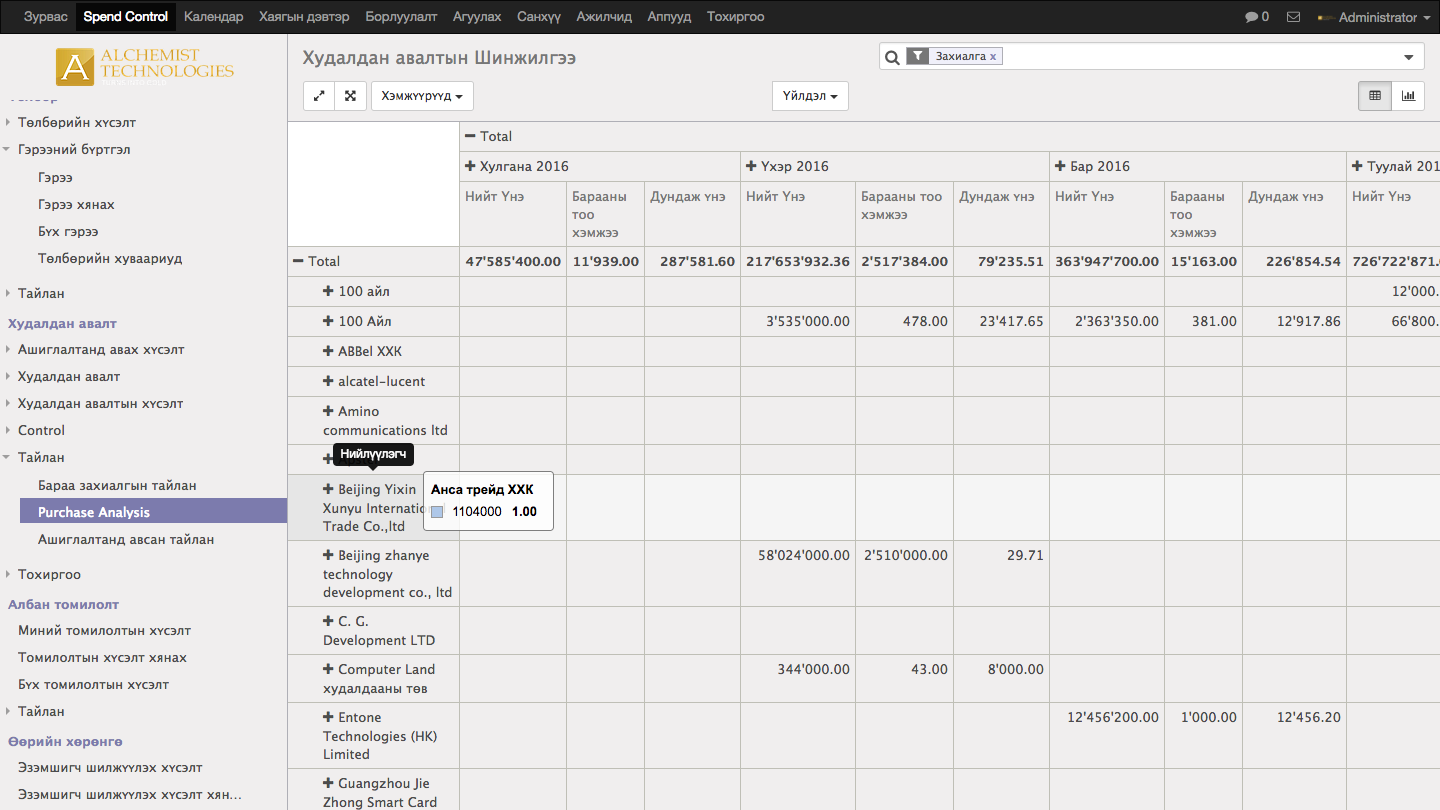 Зурвас Spend Control Календар Хаягын дэвтэр Борлуулалт Агуулах Санхүү Ажилчид Аппууд Тохиргоо 0 Administrator
ALCHEMIST
TECHNOLOGIES
Төлбөрийн хүсэлт
Гэрээний бүртгэл
Гэрээ
Гэрээ хянах
Бүх гэрээ
Төлбөрийн хуваариуд
Тайлан
Худалдан авалт
Ашиглалтанд авах хүсэлт
Худалдан авалт
Худалдан авалтын хүсэлт
Control
Тайлан
Бараа захиалгын тайлан
Purchase Analysis
Ашиглалтанд авсан тайлан
Тохиргоо
Албан томилолт
Миний томилолтын хүсэлт
Томилолтын хүсэлт хянах
Бүх томилолтын хүсэлт
Тайлан
Өөрийн хөрөнгө
Эзэмшигч шилжүүлэх хүсэлт
Эзэмшигч шилжүүлэх хүсэлт хян...
Худалдан авалтын Шинжилгээ
Захиалга x
Хэмжүүрүүд
Үйлдэл
Total
Хулгана 2016 Үхэр 2016 Бар 2016 Туулай 201
Нийт Үнэ Барааны тоо хэмжээ Дундаж үнэ Нийт Үнэ Барааны тоо хэмжээ Дундаж үнэ Нийт Үнэ Барааны тоо хэмжээ Дундаж үнэ Нийт Үнэ
Total 47'585'400.00 11'939.00 287'581.60 217'653'932.36 2'517'384.00 79'235.51 363'947'700.00 15'163.00 226'854.54 726'722'871.
100 айл 12'000.
100 Айл 3'535'000.00 478.00 23'417.65 2'363'350.00 381.00 12'917.86 66'800.
ABBel ХХК
alcatel-lucent
Amino
communications ltd
Нийлүүлэгч
Beijing Yixin
Xunyu Internatio
Trade Co.,ltd
Анса трейд ХХК
1104000 1.00
Beijing zhanye 58'024'000.00 2'510'000.00 29.71
technology
development co., ltd
C. G.
Development LTD
Computer Land 344'000.00 43.00 8'000.00
худалдааны төв
Entone 12'456'200.00 1'000.00 12'456.20
Technologies (HK)
Limited
Guangzhou Jie
Zhong Smart Card